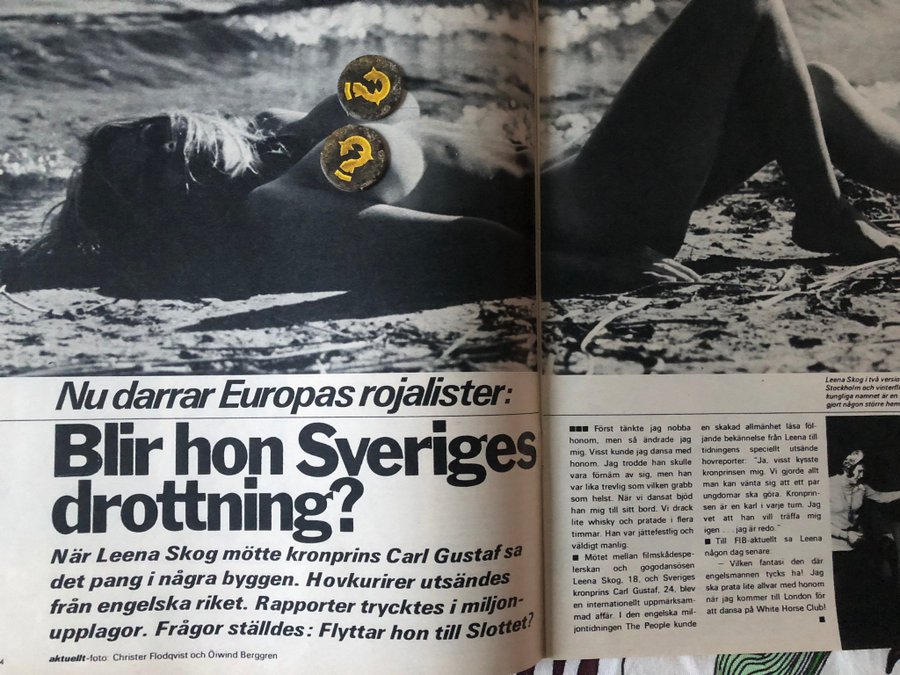 Nu darrar Europas rojalister:
Blir hon Sveriges
drottning?
När Leena Skog mötte kronprins Carl Gustaf sa
det pang i några byggen. Hovkurirer utsändes
från engelska riket. Rapporter trycktes i miljon-
upplagor. Frågor ställdes: Flyttar hon till Slottet?
4
aktuellt-foto: Christer Flodqvist och Öiwind Berggren
Först tänkte jag nobba
honom, men så ändrade jag
mig. Visst kunde jag dansa med
honom. Jag trodde han skulle
vara förnäm av sig, men han
var lika trevlig som vilken grabb
som helst. När vi dansat bjöd
han mig till sitt bord. Vi drack
lite whisky och pratade i flera
timmar. Han var jättefestlig och
väldigt manlig.
Mötet mellan filmskådespe-
lerskan och gogodansösen
Leena Skog, 18, och Sveriges
kronprins Carl Gustaf, 24, blev
en internationellt uppmärksam-
mad affär. I den engelska mil-
jontidningen The People kunde
en skakad allmänhet läsa föl-
jande bekännelse från Leena till
tidningens speciellt utsände
hovreporter: "Ja, visst kysste
kronprinsen mig. Vi gjorde allt
man kan vänta sig att ett par
ungdomar ska göra. Kronprin-
sen är en karl i varje tum. Jag
vet att han vill träffa mig
igen . . . jag är redo."
Till FIB-aktuellt sa Leena
någon dag senare:
– Vilken fantasi den där
engelsmannen tycks ha! Jag
ska prata lite allvar med honom
när jag kommer till London för
att dansa på White Horse Club!
Leena Skog i två versio
Stockholm och vinterfl
kungliga namnet är en
gjort någon större hem